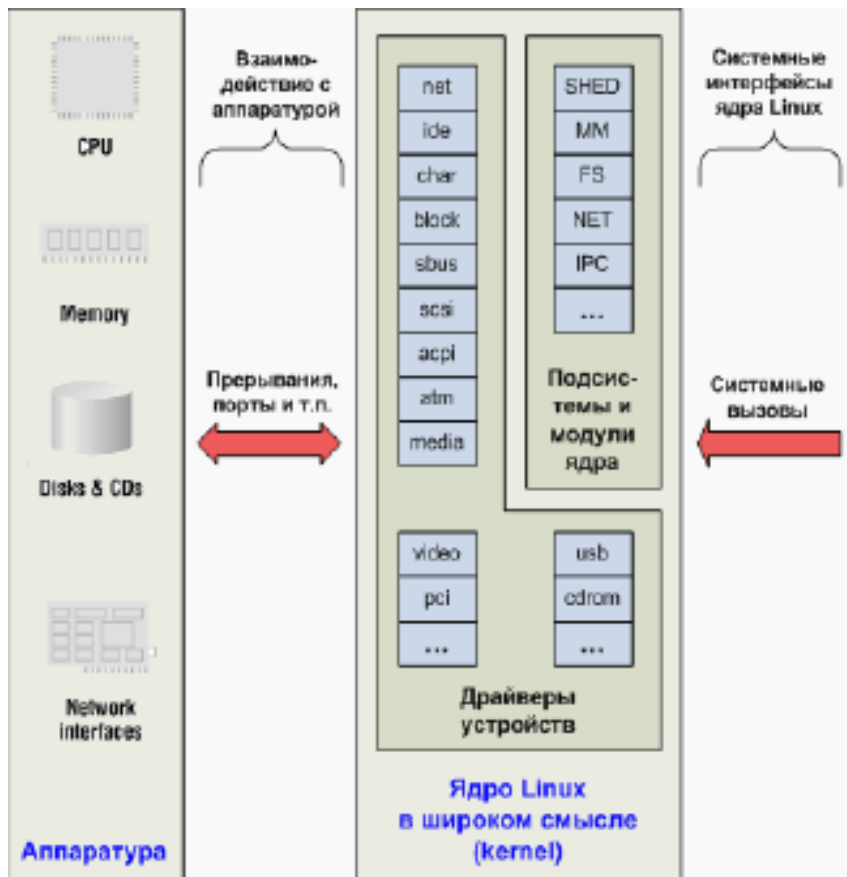 CPU
Memory
Disks & CDs
Network
interfaces
Аппаратура
Взаимо-
действие с
аппаратурой
Прерывания,
порты и т.п.
net
ide
char
block
sbus
scsi
acpi
atm
media
video
pci
...
SHED
MM
FS
NET
IPC
...
Подсис-
темы и
модули
ядра
usb
cdrom
...
Драйверы
устройств
Ядро Linux
в широком смысле
(kernel)
Системные
интерфейсы
ядра Linux
Системные
вызовы